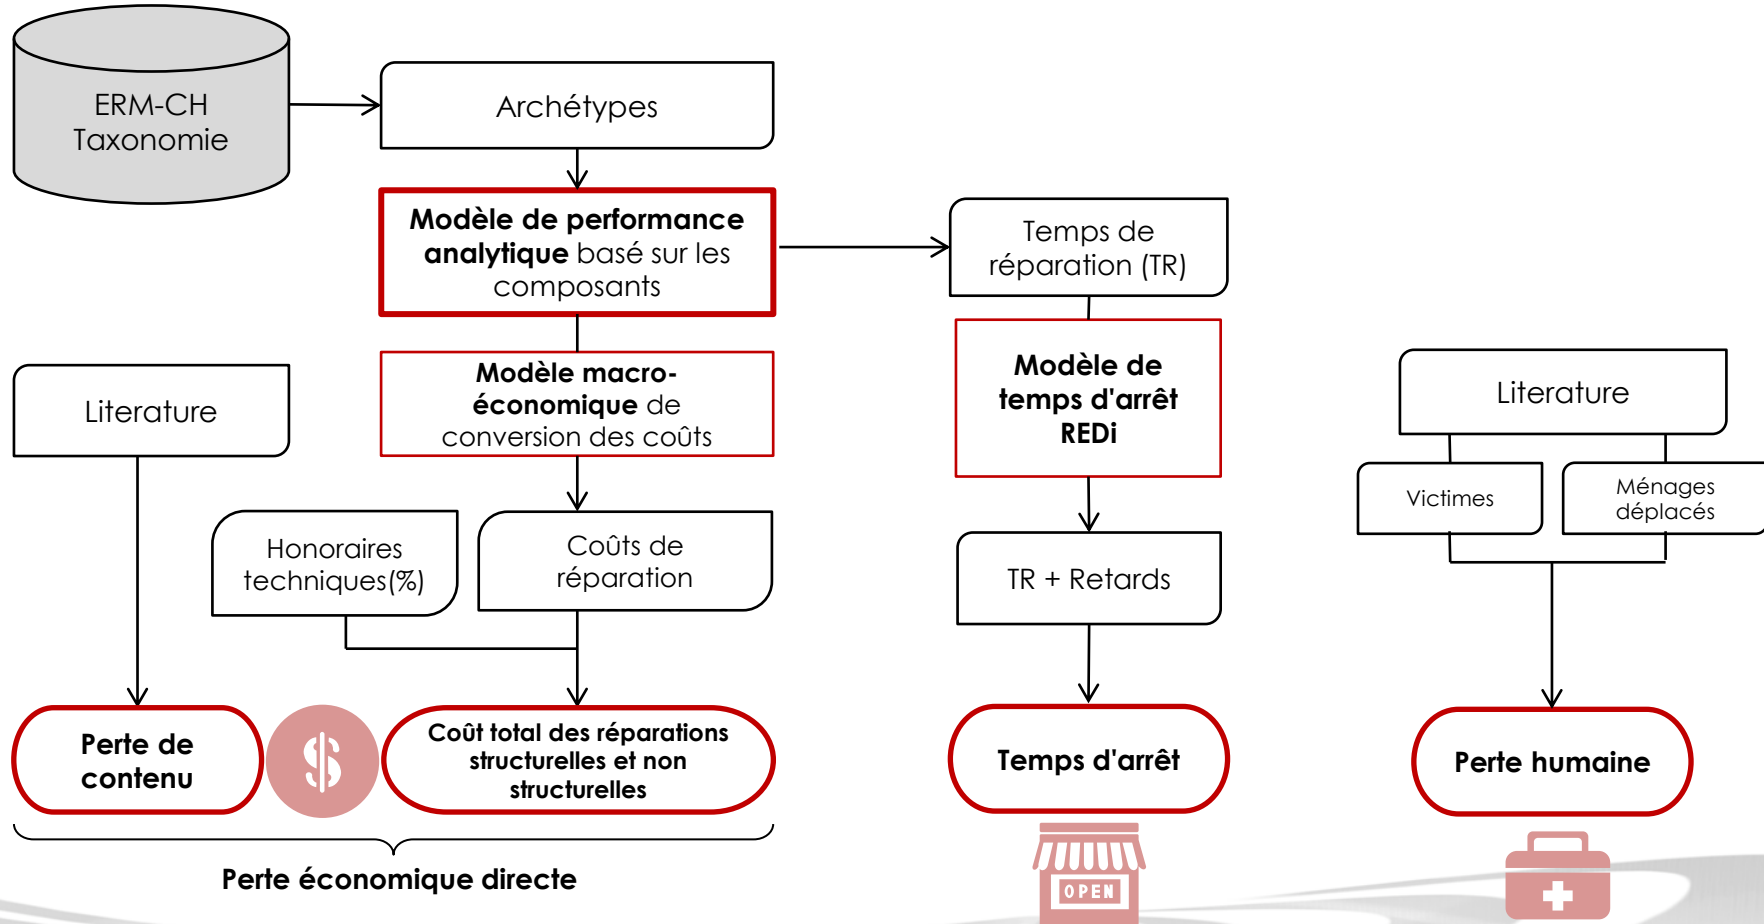 ERM-CH
Taxonomie
Archétypes
Modèle de performance
analytique basé sur les
composants
Temps de
réparation (TR)
Literature
Modèle macro-
économique de
conversion des coûts
Modèle de
temps d'arrêt
REDi
Literature
Victimes
Ménages
déplacés
Honoraires
techniques(%)
Coûts de
réparation
TR + Retards
Perte de
contenu
$
Coût total des réparations
structurelles et non
structurelles
Temps d'arrêt
Perte humaine
Perte économique directe
OPEN